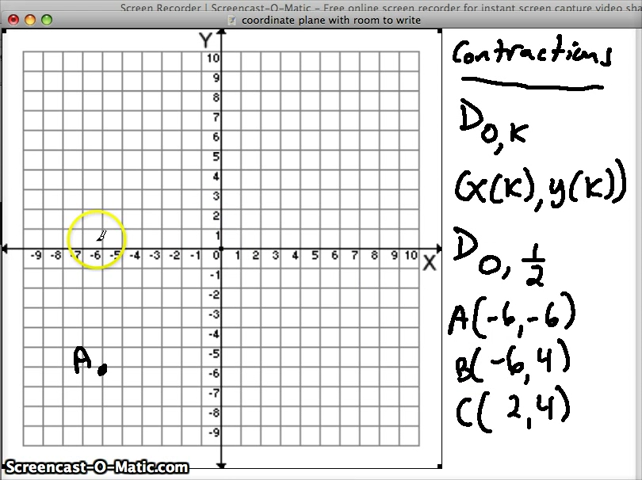 Screen Recorder | Screencast-O-Matic - Free online screen recorder for instant screen capture video sha
coordinate plane with room to write
Y
10
9
8
7
6
5
4
3
2
1
-9 -8 -7 -6 -5 -4 -3 -2 -1 0 1 2 3 4 5 6 7 8 9 10 X
-1
-2
-3
-4
-5
-6
-7
-8
-9
A
Contractions
D0,K
(x(K), y(K))
D0, 1/2
A(-6,-6)
B(-6,4)
C( 2,4)
Screencast-O-Matic.com